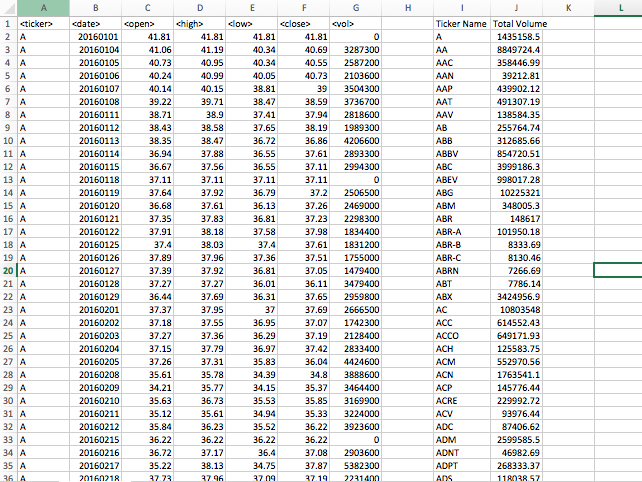 A B C D E F G H I J K L
1 <ticker> <date> <open> <high> <low> <close> <vol> Ticker Name Total Volume
2 A 20160101 41.81 41.81 41.81 41.81 0 A 1435158.5
3 A 20160104 41.06 41.19 40.34 40.69 3287300 AA 8849724.4
4 A 20160105 40.73 40.95 40.34 40.55 2587200 AAC 358446.99
5 A 20160106 40.24 40.99 40.05 40.73 2103600 AAN 39212.81
6 A 20160107 40.14 40.15 38.81 39 3504300 AAP 439902.12
7 A 20160108 39.22 39.71 38.47 38.59 3736700 AAT 491307.19
8 A 20160111 38.71 38.9 37.41 37.94 2818600 AAV 138584.35
9 A 20160112 38.43 38.58 37.65 38.19 1989300 AB 255764.74
10 A 20160113 38.35 38.47 36.72 36.86 4206600 ABB 312685.66
11 A 20160114 36.94 37.88 36.55 37.61 2893300 ABBV 854720.51
12 A 20160115 36.67 37.56 36.55 37.11 2994300 ABC 3999186.3
13 A 20160118 37.11 37.11 37.11 37.11 0 ABEV 998017.28
14 A 20160119 37.64 37.92 36.79 37.2 2506500 ABG 10225321
15 A 20160120 36.68 37.61 36.13 37.26 2469000 ABM 348005.3
16 A 20160121 37.35 37.83 36.81 37.23 2298300 ABR 148617
17 A 20160122 37.91 38.18 37.58 37.98 1834400 ABR-A 101950.18
18 A 20160125 37.4 38.03 37.4 37.61 1831200 ABR-B 8333.69
19 A 20160126 37.89 37.96 37.36 37.51 1755000 ABR-C 8130.46
20 A 20160127 37.39 37.92 36.81 37.05 1479400 ABRN 7266.69
21 A 20160128 37.27 37.27 36.01 36.11 3479400 ABT 7786.14
22 A 20160129 36.44 37.69 36.31 37.65 2959800 ABX 3424956.9
23 A 20160201 37.37 37.95 37 37.69 2666500 AC 10803548
24 A 20160202 37.18 37.55 36.95 37.07 1742300 ACC 614552.43
25 A 20160203 37.27 37.36 36.29 37.19 2128400 ACCO 649171.93
26 A 20160204 37.15 37.79 36.97 37.42 2833400 ACH 125583.75
27 A 20160205 37.26 37.31 35.83 36.04 4424600 ACM 552970.56
28 A 20160208 35.61 35.78 34.39 34.8 3888600 ACN 1763541.1
29 A 20160209 34.21 35.77 34.15 35.37 3464400 ACP 145776.44
30 A 20160210 35.63 36.73 35.53 35.85 3169900 ACRE 229992.72
31 A 20160211 35.12 35.61 34.94 35.33 3224000 ACV 93976.44
32 A 20160212 35.84 36.23 35.52 36.22 3923600 ADC 87406.62
33 A 20160215 36.22 36.22 36.22 36.22 0 ADM 2599585.5
34 A 20160216 36.72 37.17 36.4 37.08 2903600 ADNT 46982.69
35 A 20160217 35.22 38.13 34.75 37.87 5382300 ADPT 268333.37
36 A 20160218 37.73 37.96 37.09 37.19 2231400 ADS 118038.57